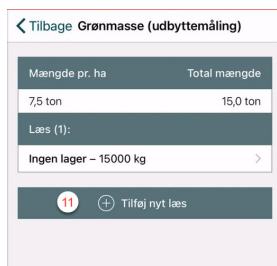 Tilbage Grønmasse (udbyttemåling)
Mængde pr. ha Total mængde
7,5 ton 15,0 ton
Læs (1):
Ingen lager – 15000 kg
11 Tilføj nyt læs